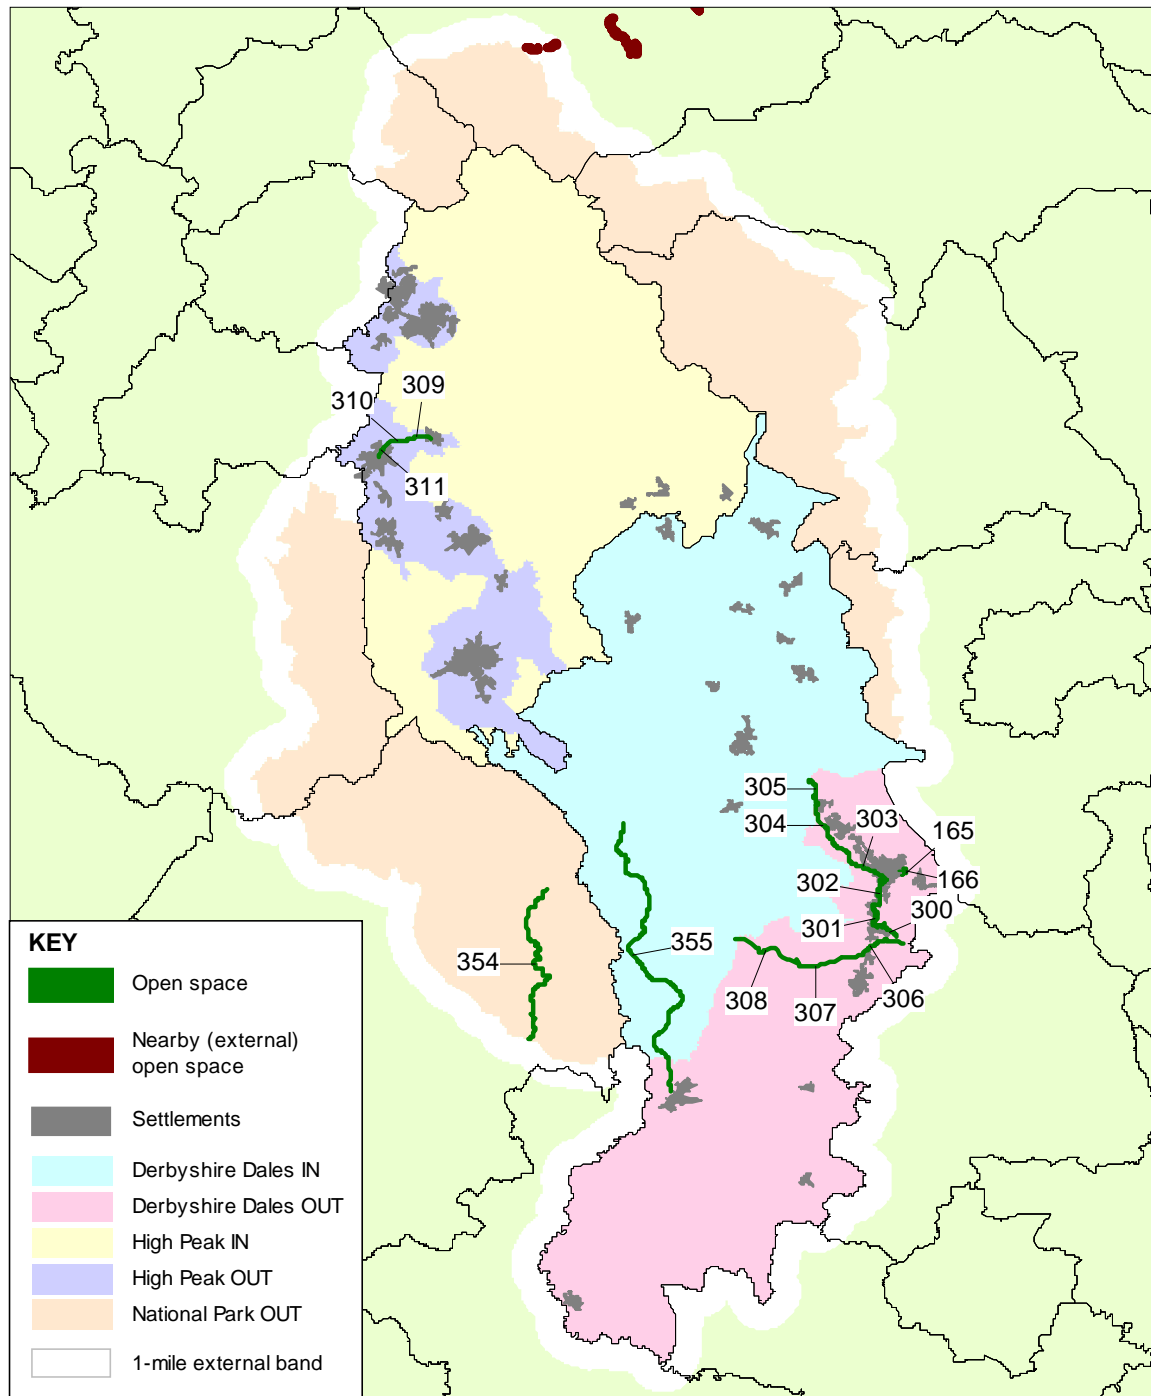 309
310
311
305
304
303
165
302
166
301
300
355
354
308
307
306
KEY
Open space
Nearby (external)
open space
Settlements
Derbyshire Dales IN
Derbyshire Dales OUT
High Peak IN
High Peak OUT
National Park OUT
1-mile external band